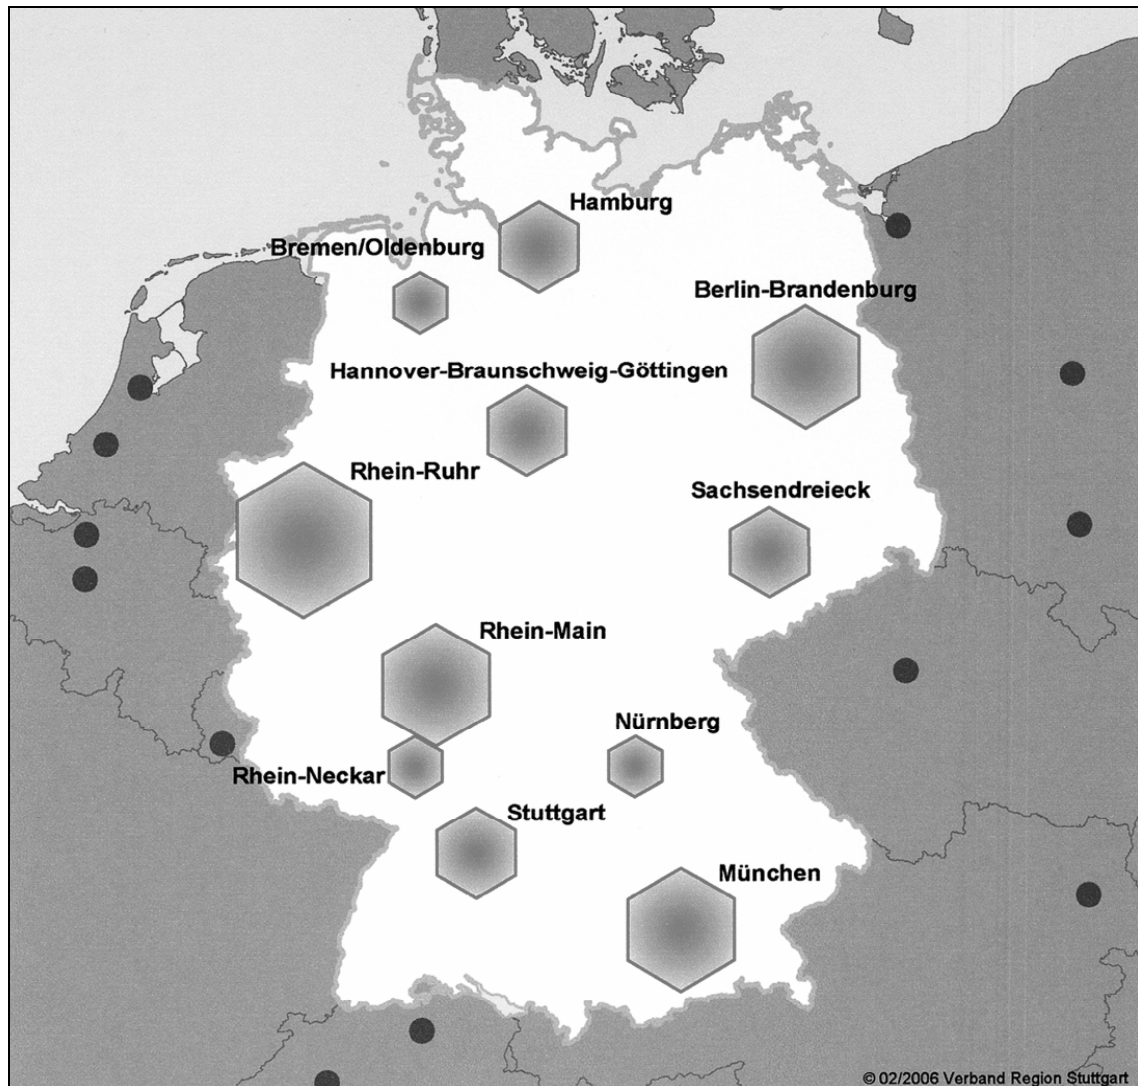 Hamburg
Bremen/Oldenburg
Berlin-Brandenburg
Hannover-Braunschweig-Göttingen
Rhein-Ruhr
Sachsendreieck
Rhein-Main
Nürnberg
Rhein-Neckar
Stuttgart
München
© 02/2006 Verband Region Stuttgart